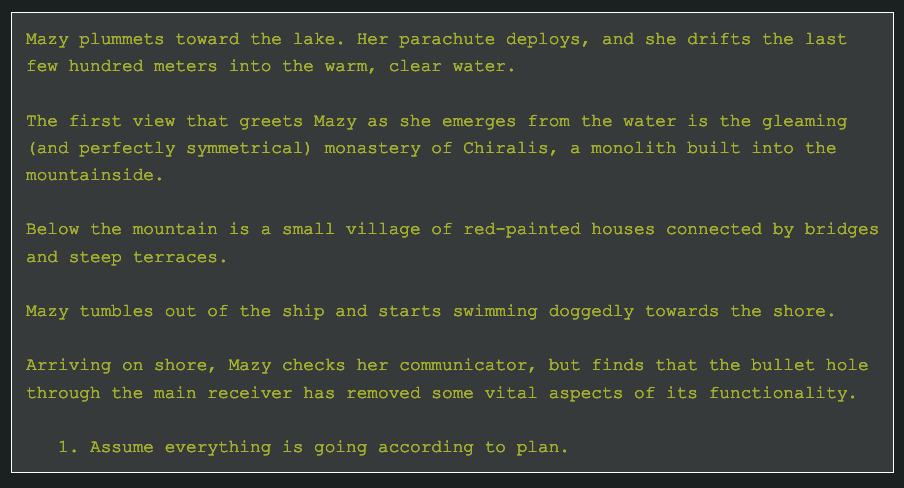 Mazy plummets toward the lake. Her parachute deploys, and she drifts the last
few hundred meters into the warm, clear water.
The first view that greets Mazy as she emerges from the water is the gleaming
(and perfectly symmetrical) monastery of Chiralis, a monolith built into the
mountainside.
Below the mountain is a small village of red-painted houses connected by bridges
and steep terraces.
Mazy tumbles out of the ship and starts swimming doggedly towards the shore.
Arriving on shore, Mazy checks her communicator, but finds that the bullet hole
through the main receiver has removed some vital aspects of its functionality.
1. Assume everything is going according to plan.